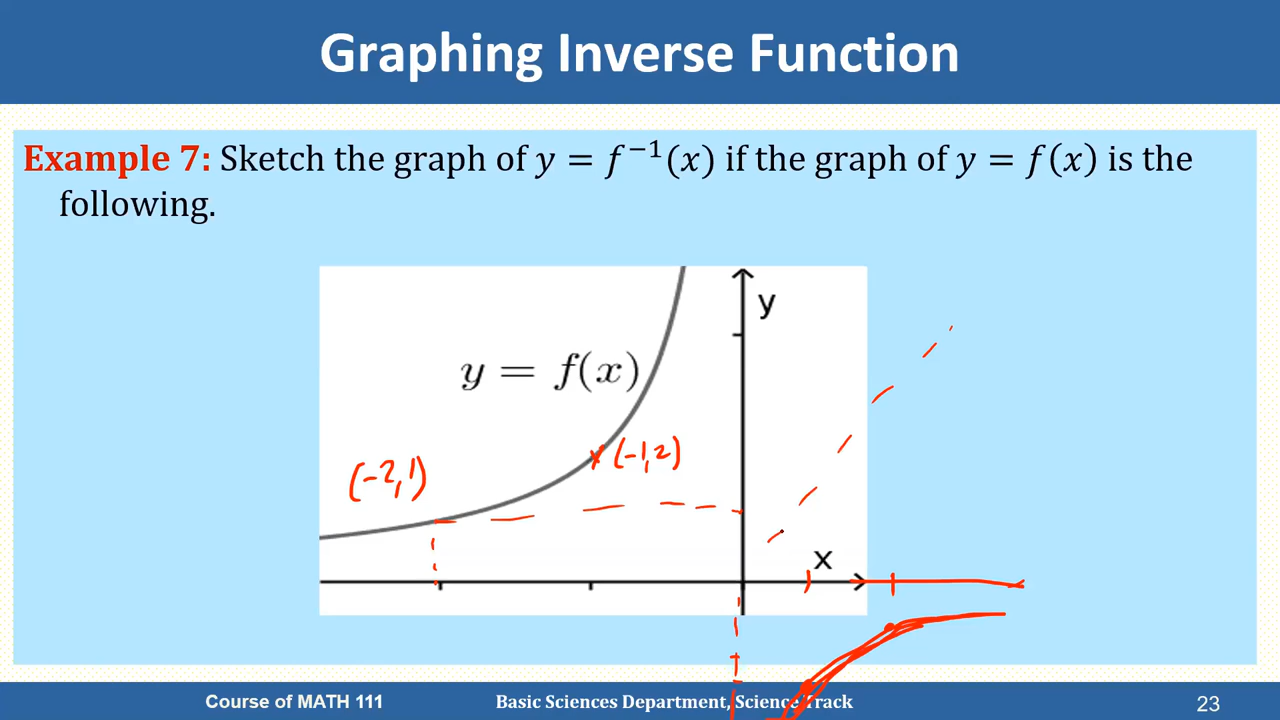 Graphing Inverse Function
Example 7: Sketch the graph of y = f⁻¹(x) if the graph of y = f(x) is the
following.
y
y = f(x)
(-1,2)
(-2,1)
x
Course of MATH 111 Basic Sciences Department, Science Track 23